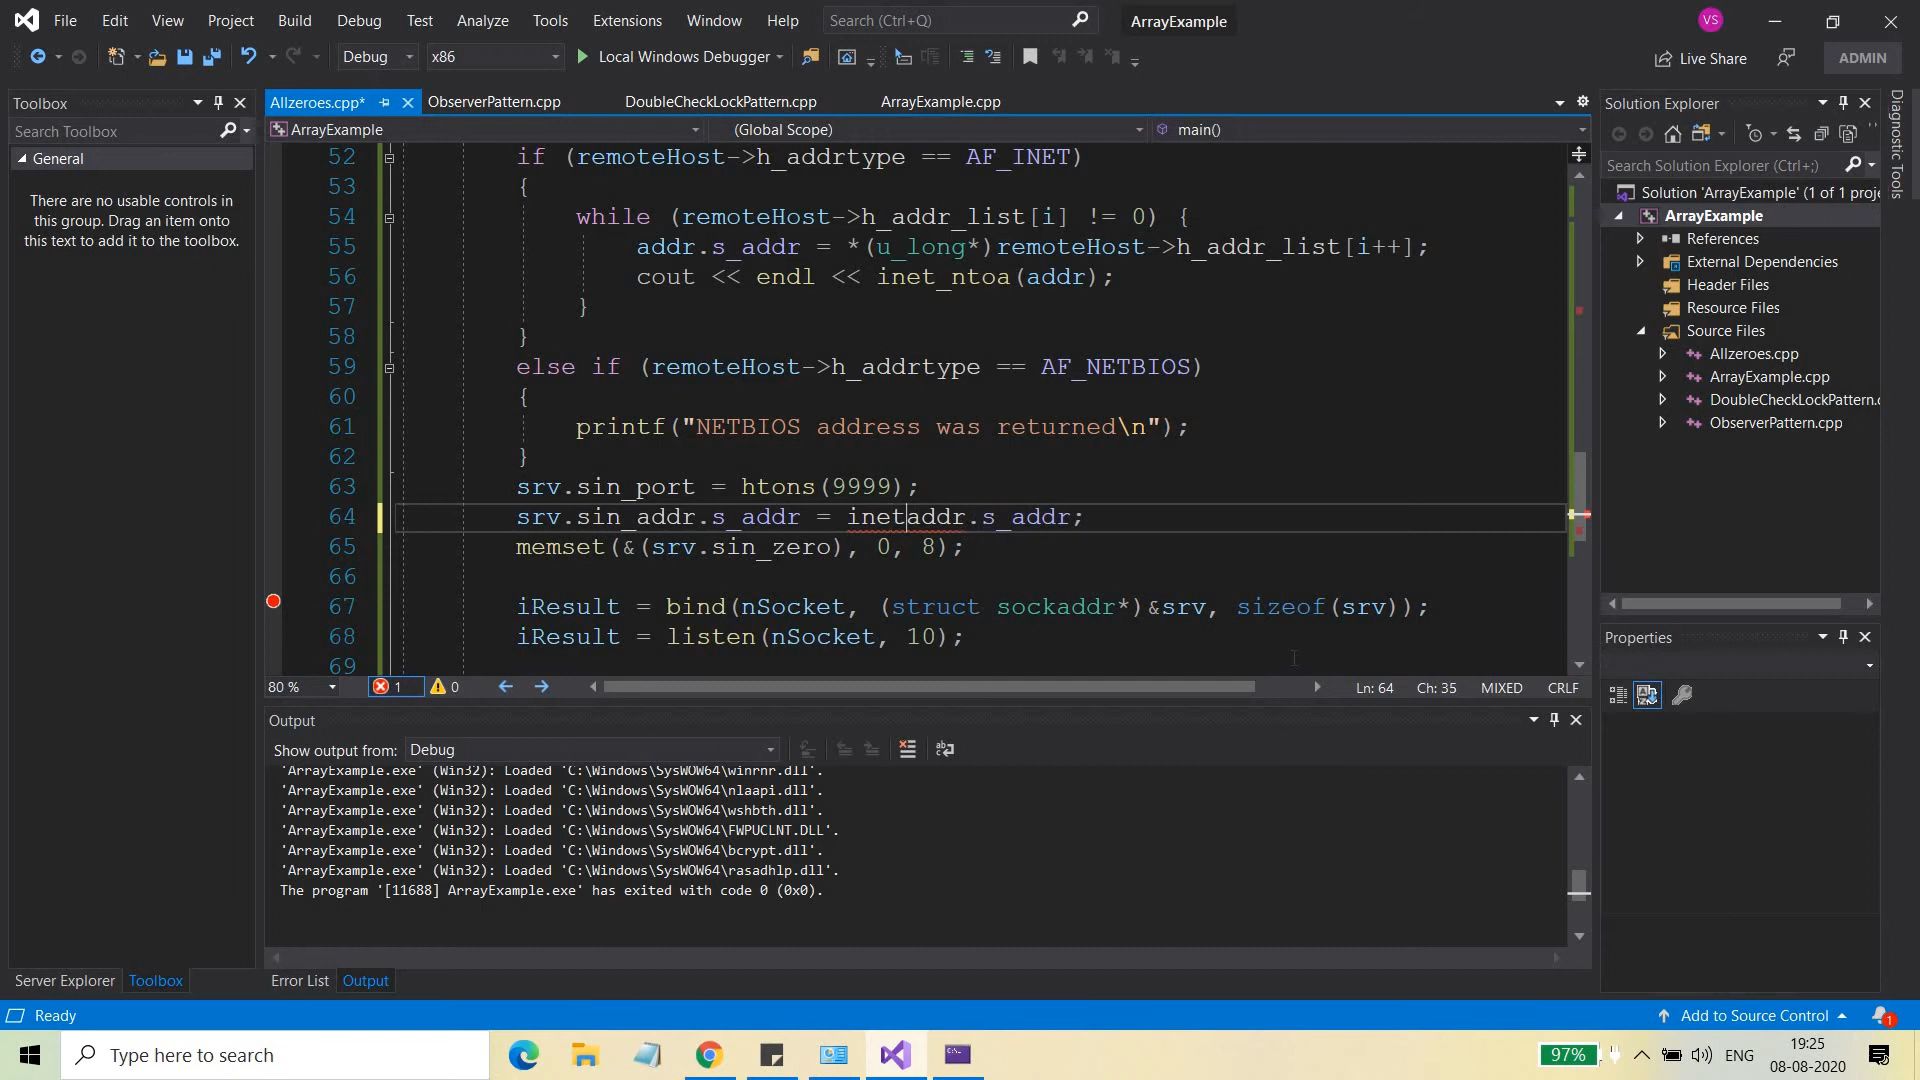 File Edit View Project Build Debug Test Analyze Tools Extensions Window Help Search (Ctrl+Q) ArrayExample VS
Debug x86 Local Windows Debugger Live Share ADMIN
Toolbox
Search Toolbox
General
There are no usable controls in
this group. Drag an item onto
this text to add it to the toolbox.
Server Explorer Toolbox
Allzeroes.cpp* ObserverPattern.cpp DoubleCheckLockPattern.cpp ArrayExample.cpp
ArrayExample (Global Scope) main()
52 if (remoteHost->h_addrtype == AF_INET)
53 {
54 while (remoteHost->h_addr_list[i] != 0) {
55 addr.s_addr = *(u_long*)remoteHost->h_addr_list[i++];
56 cout << endl << inet_ntoa(addr);
57 }
58 }
59 else if (remoteHost->h_addrtype == AF_NETBIOS)
60 {
61 printf("NETBIOS address was returned\n");
62 }
63 srv.sin_port = htons(9999);
64 srv.sin_addr.s_addr = inetaddr.s_addr;
65 memset(&(srv.sin_zero), 0, 8);
66
67 iResult = bind(nSocket, (struct sockaddr*)&srv, sizeof(srv));
68 iResult = listen(nSocket, 10);
69
80 % 1 0 Ln: 64 Ch: 35 MIXED CRLF
Output
Show output from: Debug
'ArrayExample.exe' (Win32): Loaded 'C:\Windows\SysWOW64\winrnr.dll'.
'ArrayExample.exe' (Win32): Loaded 'C:\Windows\SysWOW64\nlaapi.dll'.
'ArrayExample.exe' (Win32): Loaded 'C:\Windows\SysWOW64\wshbth.dll'.
'ArrayExample.exe' (Win32): Loaded 'C:\Windows\SysWOW64\FWPUCLNT.DLL'.
'ArrayExample.exe' (Win32): Loaded 'C:\Windows\SysWOW64\bcrypt.dll'.
'ArrayExample.exe' (Win32): Loaded 'C:\Windows\SysWOW64\rasadhlp.dll'.
The program '[11688] ArrayExample.exe' has exited with code 0 (0x0).
Error List Output
Solution Explorer
Search Solution Explorer (Ctrl+;)
Solution 'ArrayExample' (1 of 1 proje
ArrayExample
References
External Dependencies
Header Files
Resource Files
Source Files
Allzeroes.cpp
ArrayExample.cpp
DoubleCheckLockPattern.c
ObserverPattern.cpp
Properties
Diagnostic Tools
Ready Add to Source Control 1
Type here to search 97% ENG 19:25
08-08-2020